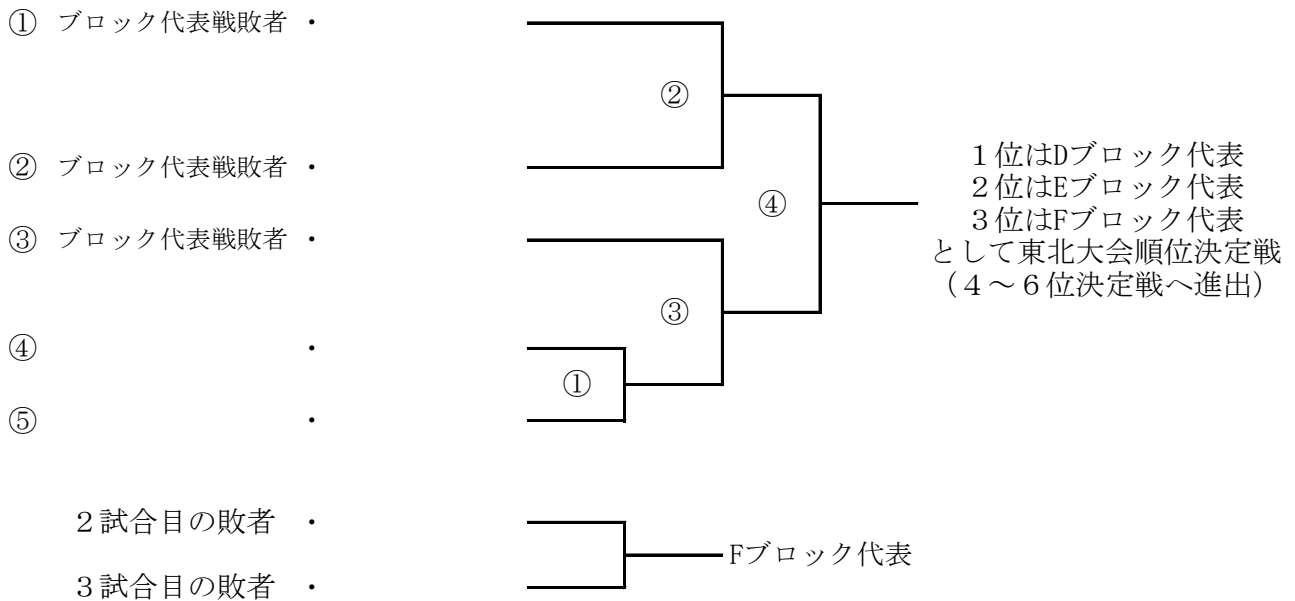 ① ブロック代表戦敗者 ・
②
② ブロック代表戦敗者 ・
１位はDブロック代表
２位はEブロック代表
３位はFブロック代表
として東北大会順位決定戦
（４～６位決定戦へ進出）
④
③ ブロック代表戦敗者 ・
③
④ ・
①
⑤ ・
２試合目の敗者 ・
Fブロック代表
３試合目の敗者 ・